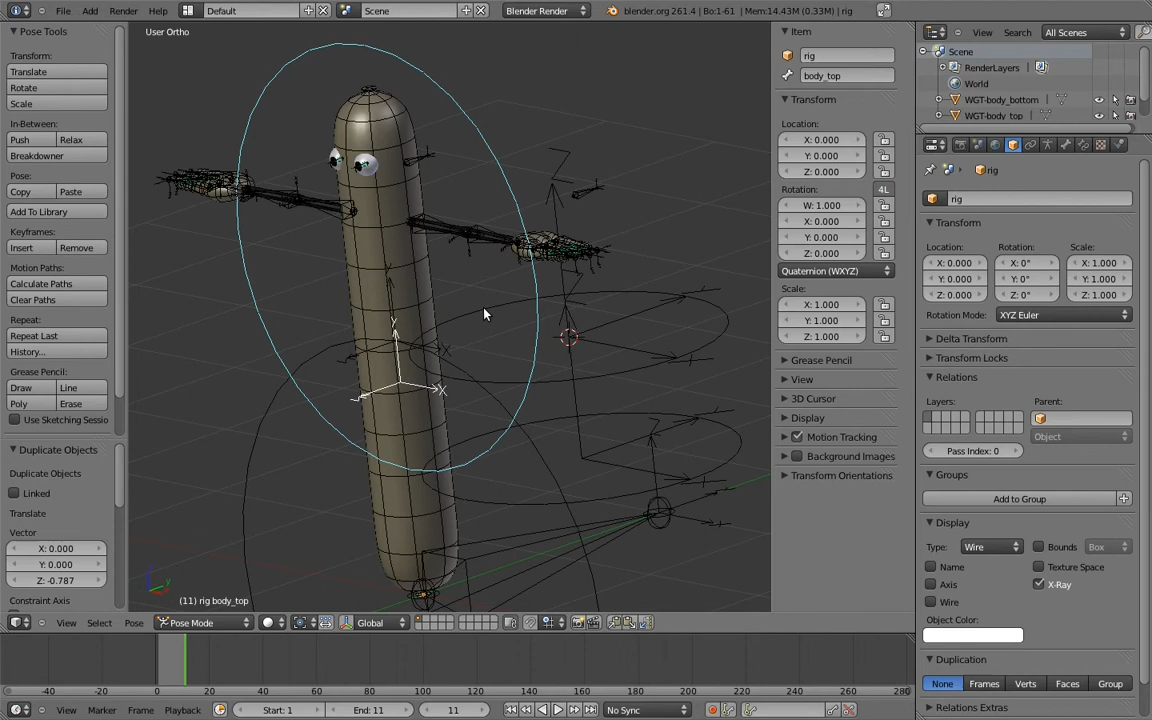 File Add Render Help Default Scene Blender Render blender.org 261.4 | Bo:1-61 | Mem:14.43M (0.33M) | rig
Pose Tools
Transform:
Translate
Rotate
Scale
In-Between:
Push Relax
Breakdowner
Pose:
Copy Paste
Add To Library
Keyframes:
Insert Remove
Motion Paths:
Calculate Paths
Clear Paths
Repeat:
Repeat Last
History...
Grease Pencil:
Draw Line
Poly Erase
Use Sketching Sessio
Duplicate Objects
Duplicate Objects
Linked
Translate
Vector
X: 0.000
Y: 0.000
Z: -0.787
Constraint Axis
User Ortho
Y
X
X
z
y
(11) rig body_top
Item
rig
body_top
Transform
Location:
X: 0.000
Y: 0.000
Z: 0.000
Rotation: 4L
W: 1.000
X: 0.000
Y: 0.000
Z: 0.000
Quaternion (WXYZ)
Scale:
X: 1.000
Y: 1.000
Z: 1.000
Grease Pencil
View
3D Cursor
Display
Motion Tracking
Background Images
Transform Orientations
View Search All Scenes
Scene
RenderLayers
World
WGT-body_bottom
WGT-body_top
rig
rig
Transform
Location: Rotation: Scale:
X: 0.000 X: 0° X: 1.000
Y: 0.000 Y: 0° Y: 1.000
Z: 0.000 Z: 0° Z: 1.000
Rotation Mode: XYZ Euler
Delta Transform
Transform Locks
Relations
Layers: Parent:
Object
Pass Index: 0
Groups
Add to Group
Display
Type: Wire Bounds Box
Name Texture Space
Axis X-Ray
Wire
Object Color:
Duplication
None Frames Verts Faces Group
Relations Extras
View Select Pose Pose Mode Global
-40 -20 0 20 40 60 80 100 120 140 160 180 200 220 240 260 280
View Marker Frame Playback Start: 1 End: 11 11 No Sync